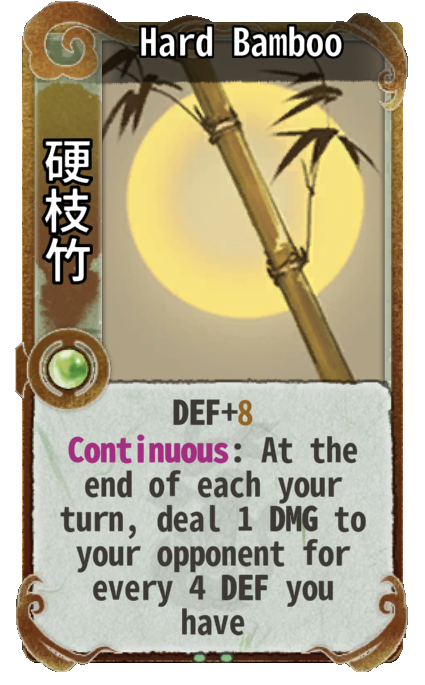 Hard Bamboo
硬枝竹
DEF+8
Continuous: At the
end of each your
turn, deal 1 DMG to
your opponent for
every 4 DEF you
have